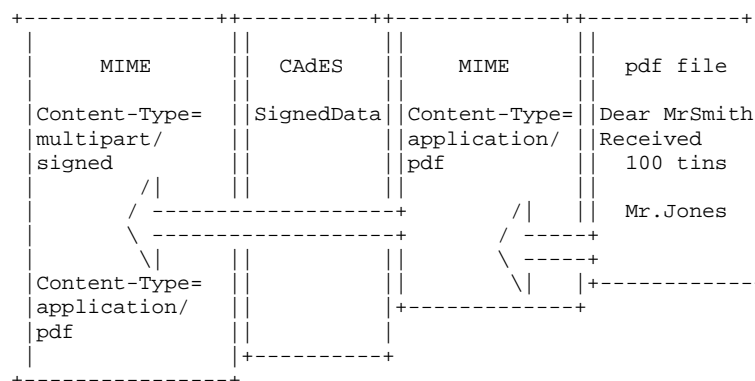 MIME CAdES MIME pdf file
Content-Type= SignedData Content-Type= Dear MrSmith
multipart/ application/ Received
signed pdf 100 tins
Mr.Jones
Content-Type=
application/
pdf